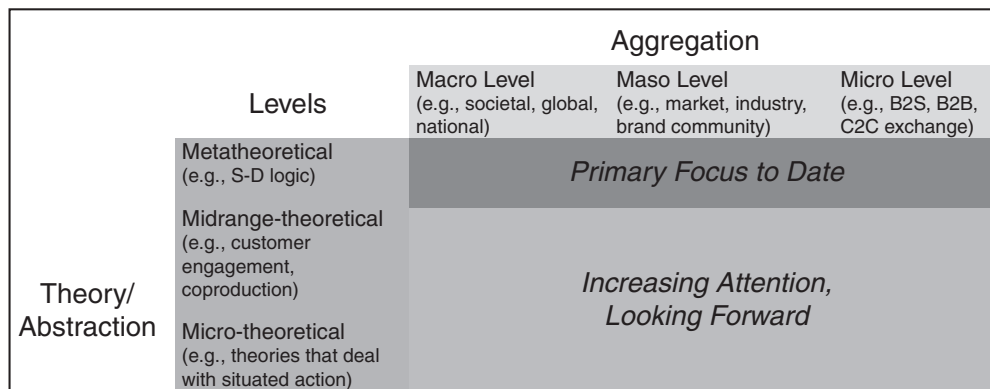 Aggregation
Levels
Macro Level
(e.g., societal, global,
national)
Maso Level
(e.g., market, industry,
brand community)
Micro Level
(e.g., B2S, B2B,
C2C exchange)
Theory/
Abstraction
Metatheoretical
(e.g., S-D logic)
Primary Focus to Date
Midrange-theoretical
(e.g., customer
engagement,
coproduction)
Micro-theoretical
(e.g., theories that deal
with situated action)
Increasing Attention,
Looking Forward